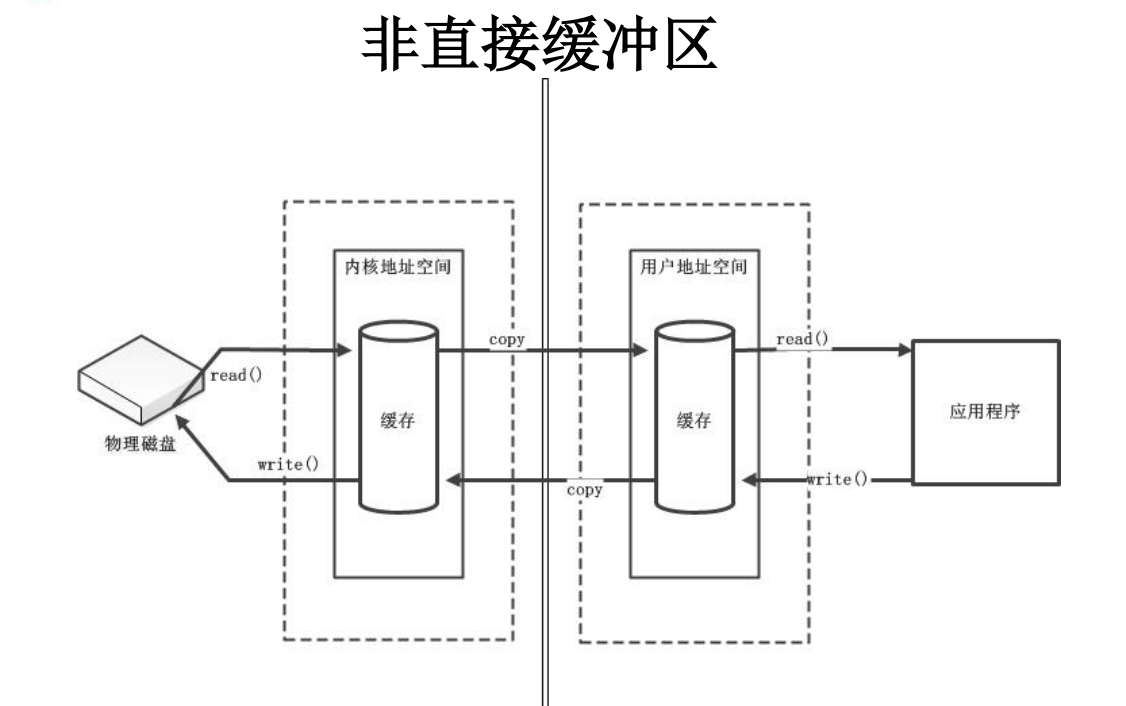 非直接缓冲区
内核地址空间
用户地址空间
copy
read()
read()
缓存
缓存
应用程序
物理磁盘
write()
copy
write()